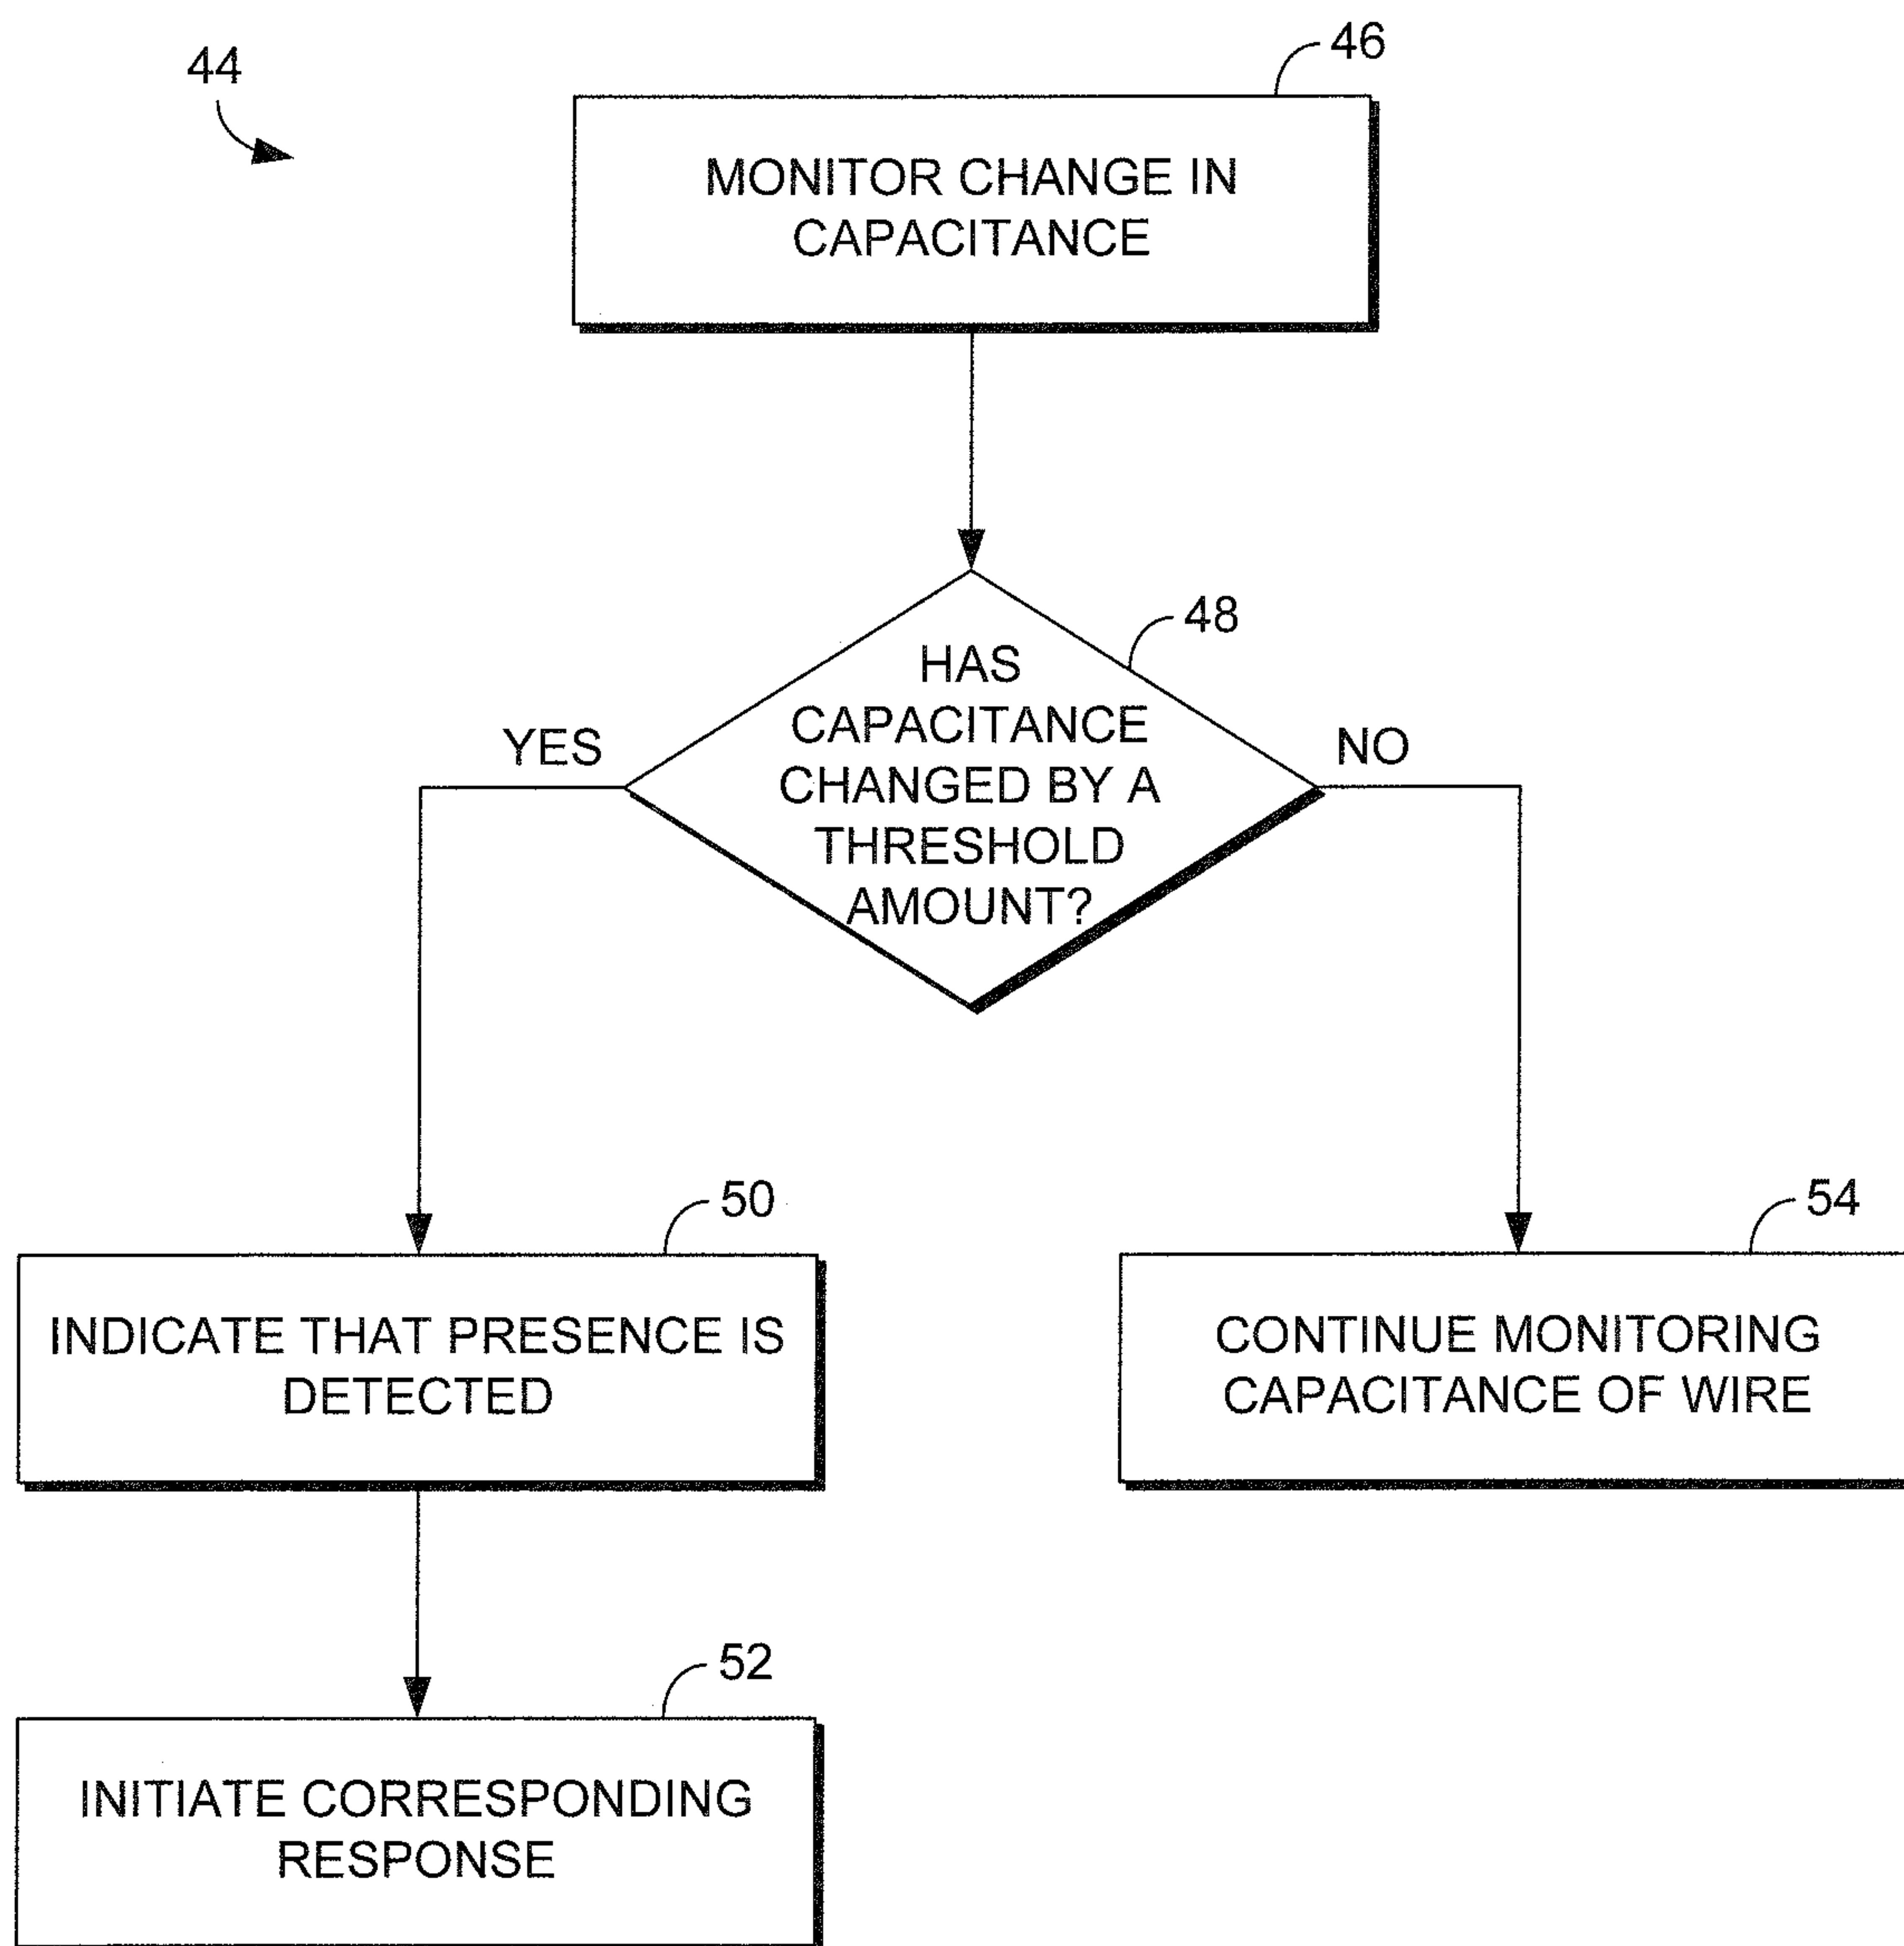 44
46
MONITOR CHANGE IN
CAPACITANCE
48
HAS
CAPACITANCE
CHANGED BY A
THRESHOLD
AMOUNT?
YES
NO
50
INDICATE THAT PRESENCE IS
DETECTED
54
CONTINUE MONITORING
CAPACITANCE OF WIRE
52
INITIATE CORRESPONDING
RESPONSE